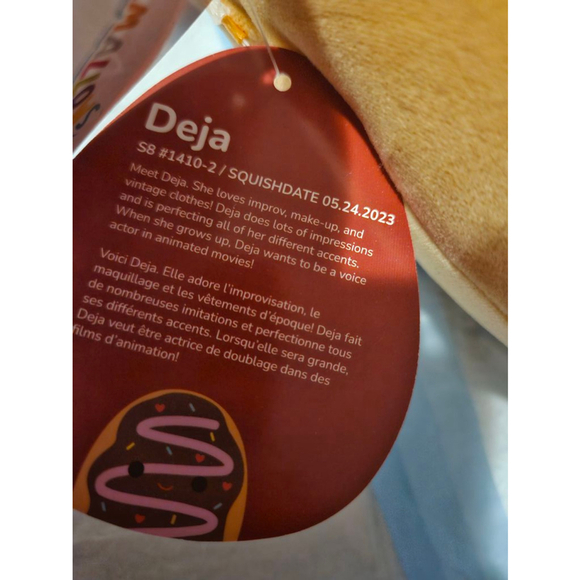 Deja
S8 #1410-2 / SQUISHDATE 05.24.2023
Meet Deja. She loves improv, make-up, and
vintage clothes! Deja does lots of impressions
and is perfecting all of her different accents.
When she grows up, Deja wants to be a voice
actor in animated movies!
Voici Deja. Elle adore l'improvisation, le
maquillage et les vêtements d'époque! Deja fait
de nombreuses imitations et perfectionne tous
ses différents accents. Lorsqu'elle sera grande,
Deja veut être actrice de doublage dans des
films d'animation!